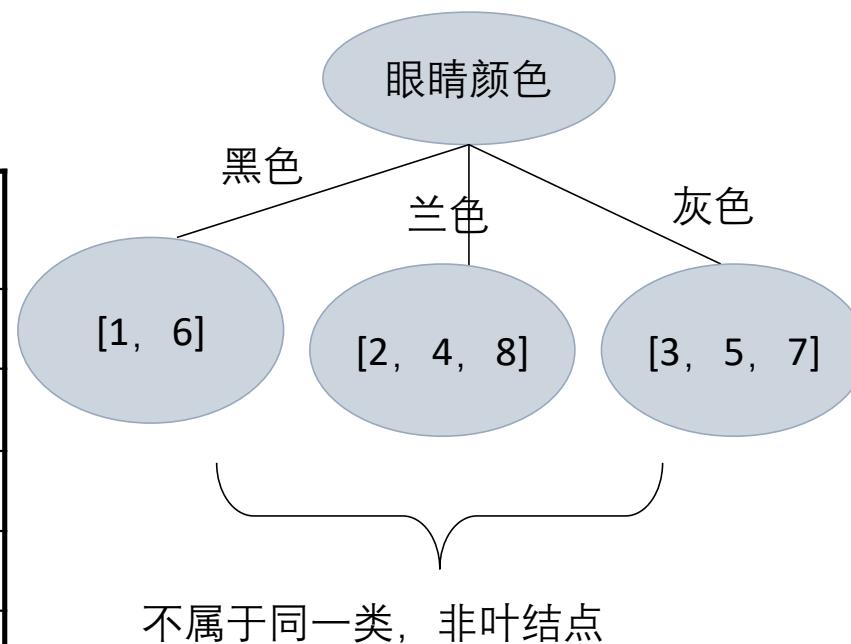 眼睛颜色
黑色
兰色
灰色
[1, 6]
[2, 4, 8]
[3, 5, 7]
不属于同一类, 非叶结点